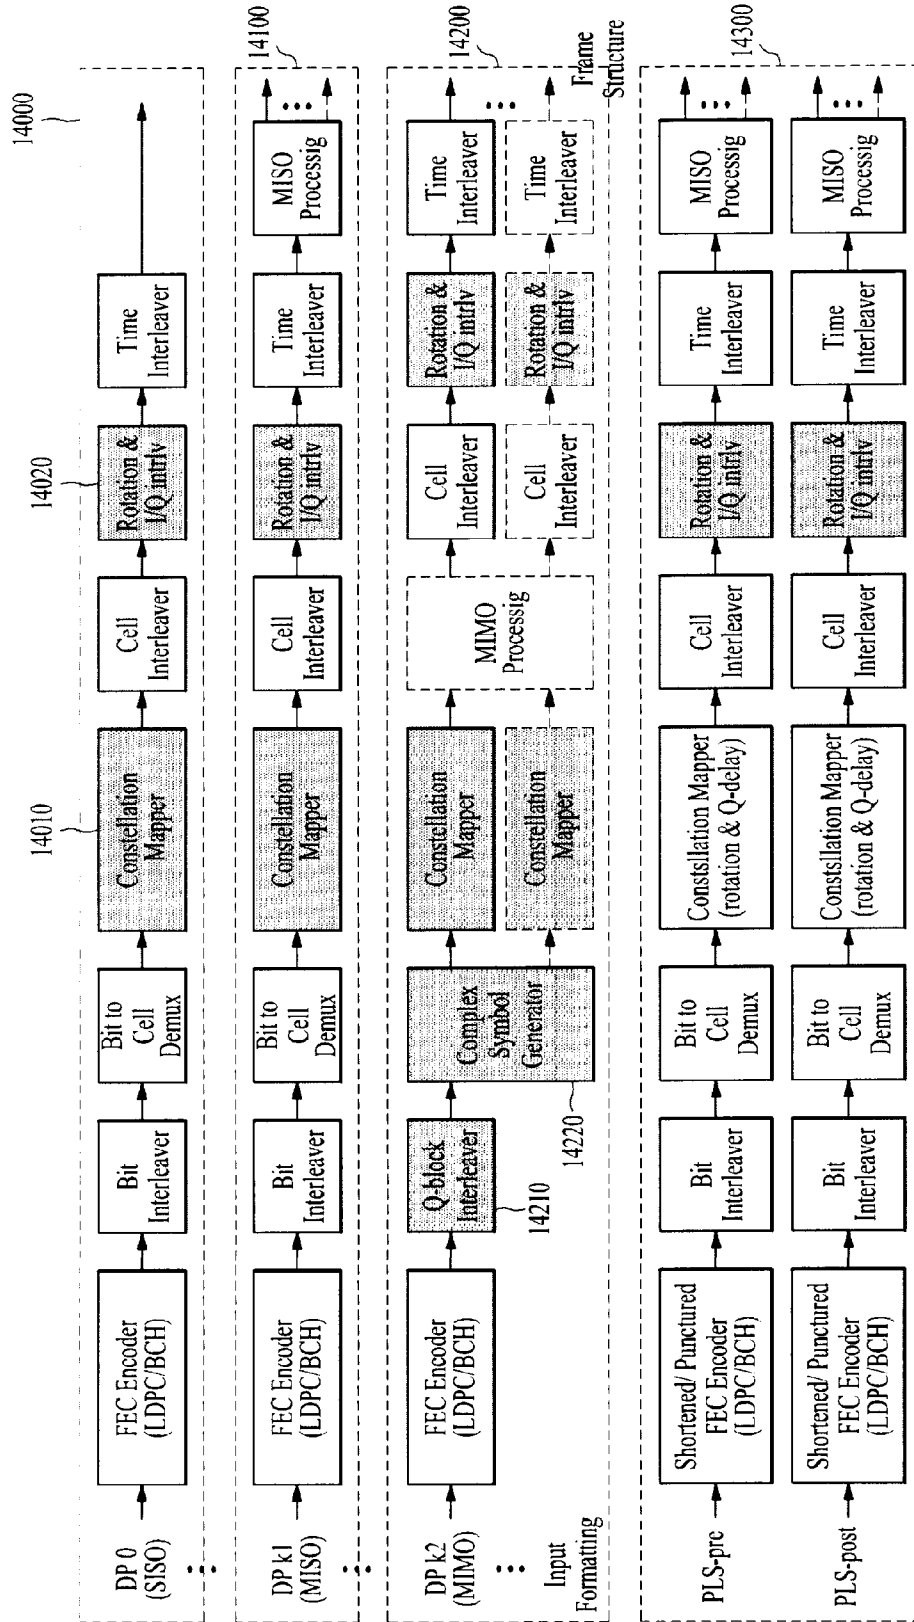 14000
DP 0
(SISO)
FEC Encoder
(LDPC/BCH)
Bit
Interleaver
Bit to
Cell
Demux
14010
Constellation
Mapper
Cell
Interleaver
14020
Rotation &
I/Q intrlv
Time
Interleaver
14100
DP k1
(MISO)
FEC Encoder
(LDPC/BCH)
Bit
Interleaver
Bit to
Cell
Demux
Constellation
Mapper
Cell
Interleaver
Rotation &
I/Q intrlv
Time
Interleaver
MISO
Processig
14200
DP k2
(MIMO)
FEC Encoder
(LDPC/BCH)
Q-block
Interleaver
14210
Complex
Symbol
Generator
14220
Constellation
Mapper
Constellation
Mapper
MIMO
Processig
Cell
Interleaver
Cell
Interleaver
Rotation &
I/Q intrlv
Rotation &
I/Q intrlv
Time
Interleaver
Time
Interleaver
Input
Formatting
Frame
Structure
14300
PLS-pre
Shortened/ Punctured
FEC Encoder
(LDPC/BCH)
Bit
Interleaver
Bit to
Cell
Demux
Constsllation Mapper
(rotation & Q-delay)
Cell
Interleaver
Rotation &
I/Q intrlv
Time
Interleaver
MISO
Processig
PLS-post
Shortened/ Punctured
FEC Encoder
(LDPC/BCH)
Bit
Interleaver
Bit to
Cell
Demux
Constsllation Mapper
(rotation & Q-delay)
Cell
Interleaver
Rotation &
I/Q intrlv
Time
Interleaver
MISO
Processig